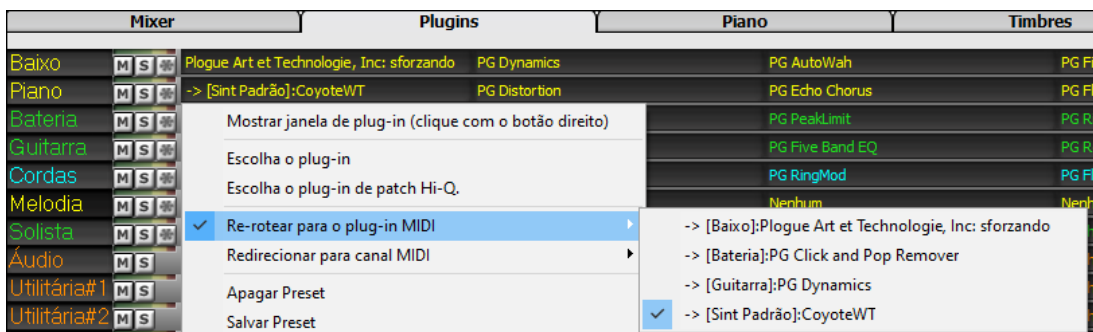 Mixer Plugins Piano Timbres
Baixo M S * Plogue Art et Technologie, Inc: sforzando PG Dynamics PG AutoWah
Piano M S * -> [Sint Padrão]:CoyoteWT PG Distortion PG Echo Chorus
Bateria M S * Mostrar janela de plug-in (clique com o botão direito) PG PeakLimit
Guitarra M S * Escolha o plug-in PG Five Band EQ
Cordas M S * Escolha o plug-in de patch Hi-Q. PG RingMod
Melodia M S * Nenhum
Solista M S * Re-rotear para o plug-in MIDI -> [Baixo]:Plogue Art et Technologie, Inc: sforzando
Áudio M S Redirecionar para canal MIDI -> [Bateria]:PG Click and Pop Remover
Utilitária#1 M S Apagar Preset -> [Guitarra]:PG Dynamics
Utilitária#2 M S Salvar Preset -> [Sint Padrão]:CoyoteWT